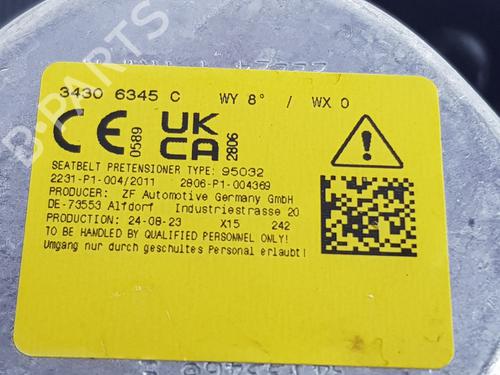 3430 6345 C WY 8° / WX 0
CE 0589 UK CA 2806
SEATBELT PRETENSIONER TYPE: 95032
2231-P1-004/2011 2806-P1-004369
PRODUCER: ZF Automotive Germany GmbH
DE-73553 Alfdorf Industriestrasse 20
PRODUCTION: 24-08-23 X15 242
TO BE HANDLED BY QUALIFIED PERSONNEL ONLY!
Umgang nur durch geschultes Personal erlaubt!
B-PARTS